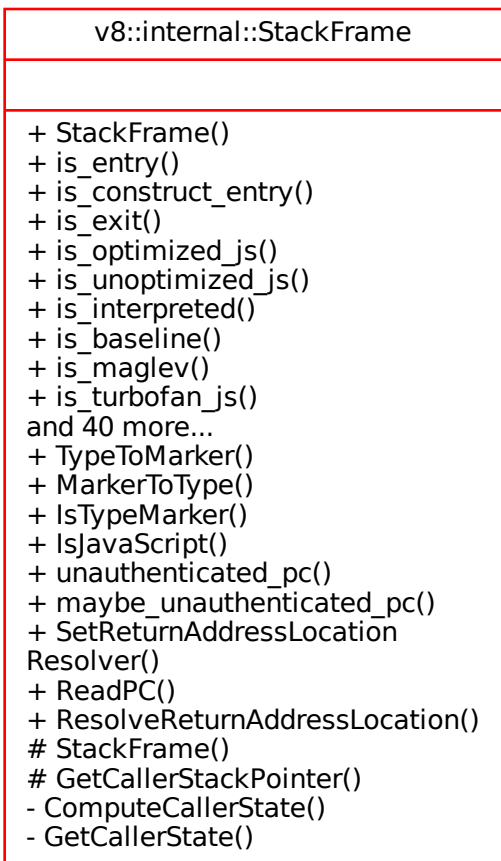 v8::internal::StackFrame
+ StackFrame()
+ is_entry()
+ is_construct_entry()
+ is_exit()
+ is_optimized_js()
+ is_unoptimized_js()
+ is_interpreted()
+ is_baseline()
+ is_maglev()
+ is_turbofan_js()
and 40 more...
+ TypeToMarker()
+ MarkerToType()
+ IsTypeMarker()
+ IsJavaScript()
+ unauthenticated_pc()
+ maybe_unauthenticated_pc()
+ SetReturnAddressLocation
Resolver()
+ ReadPC()
+ ResolveReturnAddressLocation()
# StackFrame()
# GetCallerStackPointer()
- ComputeCallerState()
- GetCallerState()